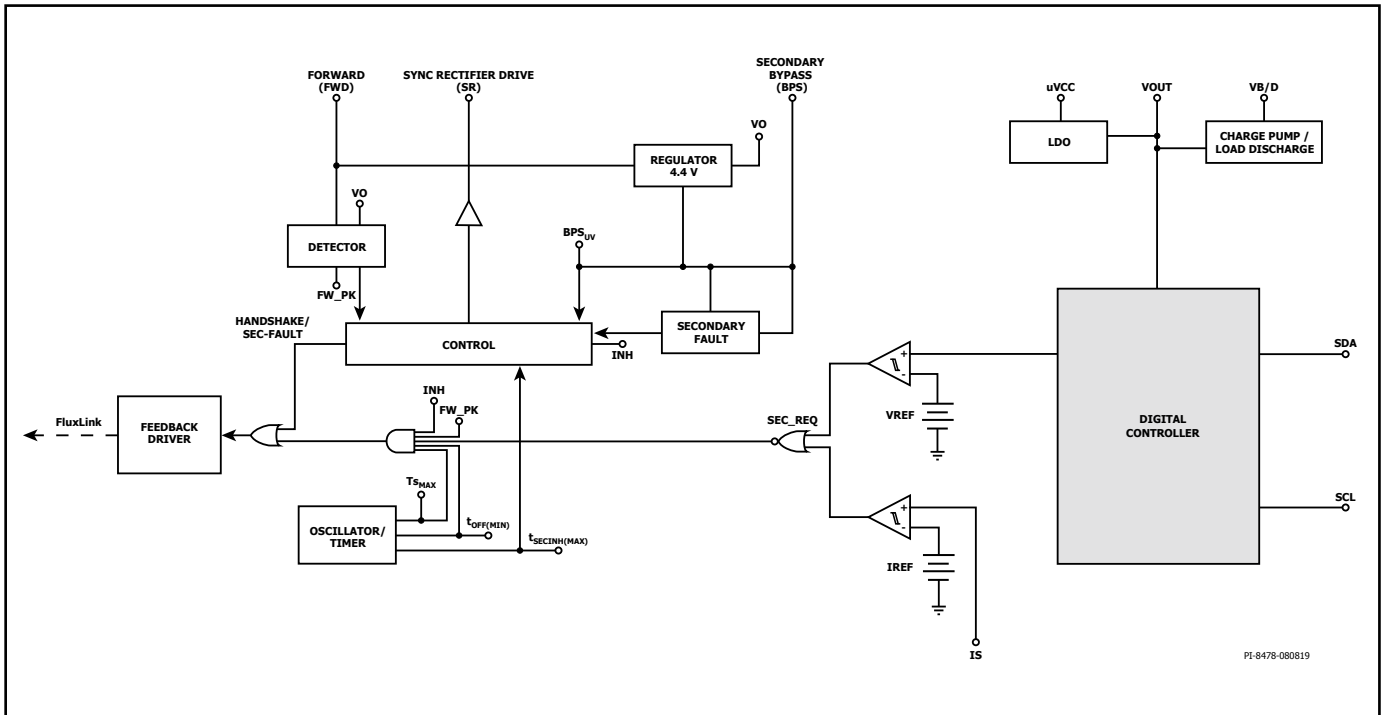 FORWARD
(FWD)
SYNC RECTIFIER DRIVE
(SR)
SECONDARY
BYPASS
(BPS)
uVCC
VOUT
VB/D
VO
LDO
CHARGE PUMP /
LOAD DISCHARGE
REGULATOR
4.4 V
VO
DETECTOR
BPSUV
FW_PK
HANDSHAKE/
SEC-FAULT
CONTROL
INH
SECONDARY
FAULT
SDA
INH
FW_PK
FluxLink
FEEDBACK
DRIVER
SEC_REQ
+
-
VREF
DIGITAL
CONTROLLER
TsMAX
OSCILLATOR/
TIMER
tOFF(MIN)
tSECINH(MAX)
+
-
IREF
SCL
IS
PI-8478-080819